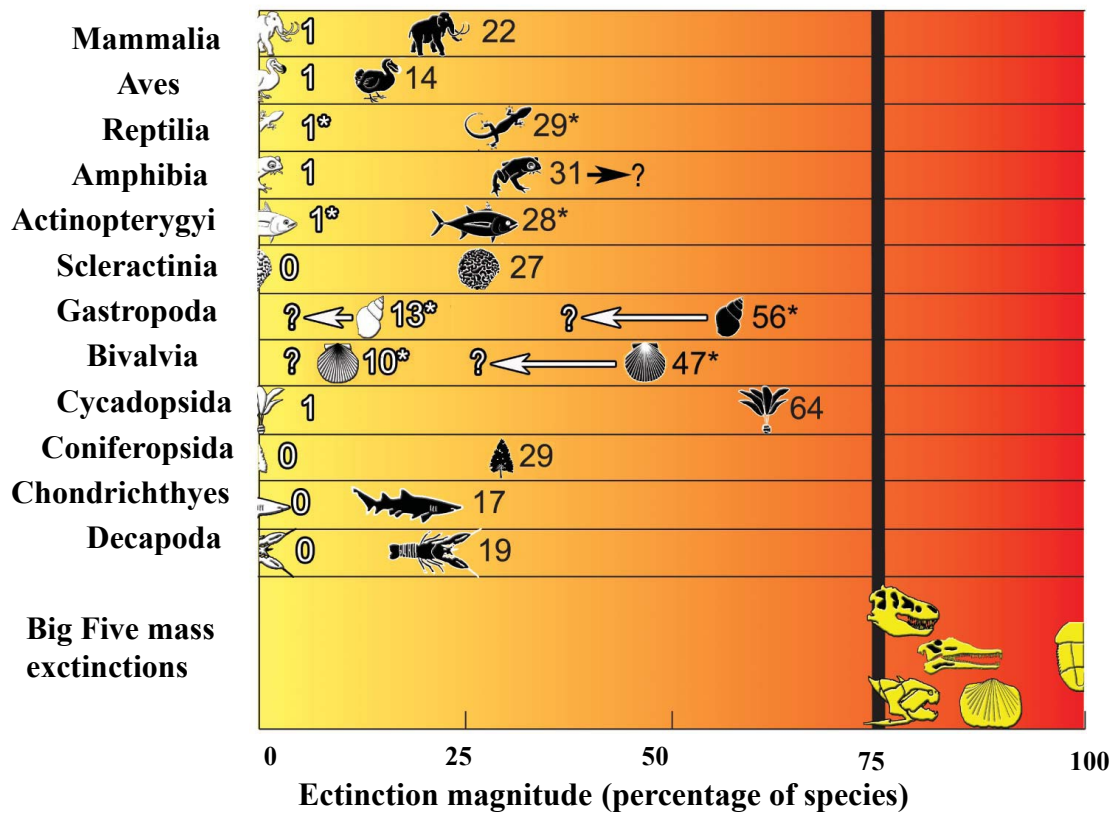 Mammalia 1 22
Aves 1 14
Reptilia 1* 29*
Amphibia 1 31 ?
Actinopterygyi 1* 28*
Scleractinia 0 27
Gastropoda ? 13* ? 56*
Bivalvia ? 10* ? 47*
Cycadopsida 1 64
Coniferopsida 0 29
Chondrichthyes 0 17
Decapoda 0 19
Big Five mass
exctinctions
0 25 50 75 100
Ectinction magnitude (percentage of species)